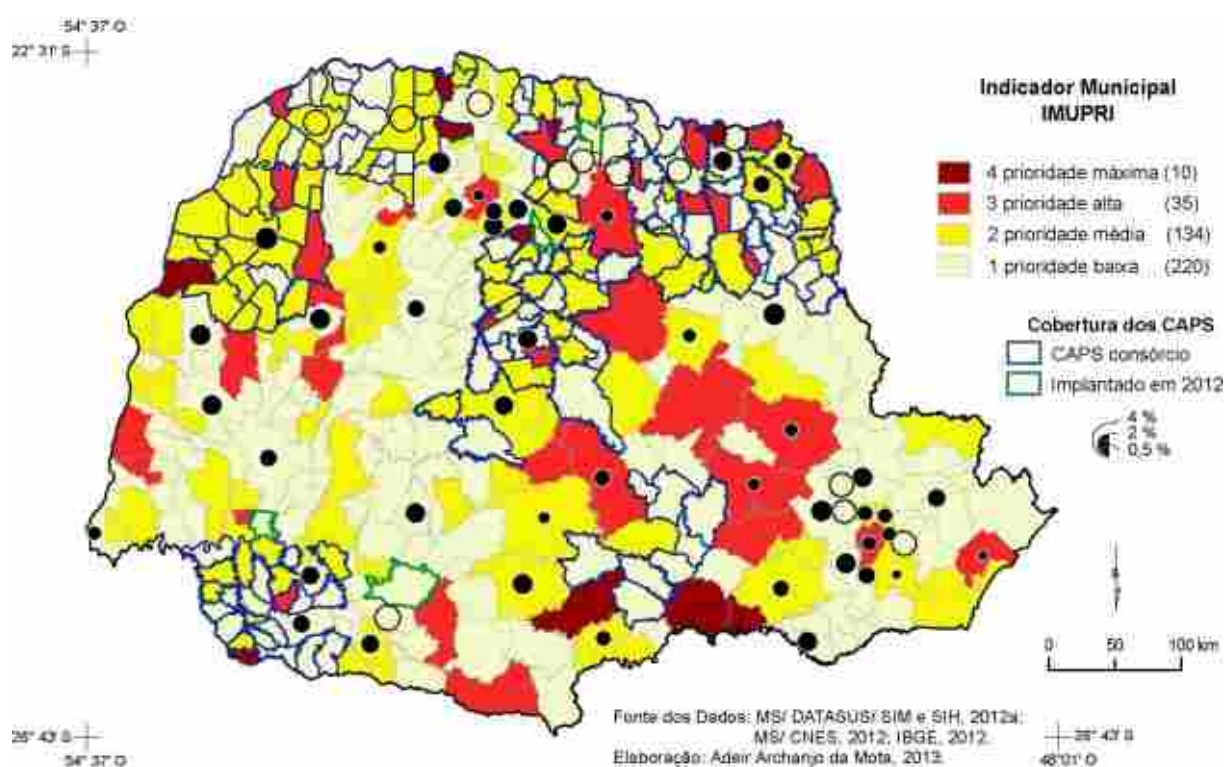 54° 37' O
22° 31' S
Indicador Municipal
IMUPRI
4 prioridade máxima (10)
3 prioridade alta (35)
2 prioridade média (134)
1 prioridade baixa (220)
Cobertura dos CAPS
CAPS consórcio
Implantado em 2012
4 %
2 %
0,5 %
0 50 100 km
Fonte dos Dados: MS/ DATASUS/ SIM e SIH, 2012a;
MS/ CNES, 2012; IBGE, 2012.
Elaboração: Adeir Archanjo da Mota, 2013.
26° 43' S
54° 37' O
26° 43' S
48° 01' O